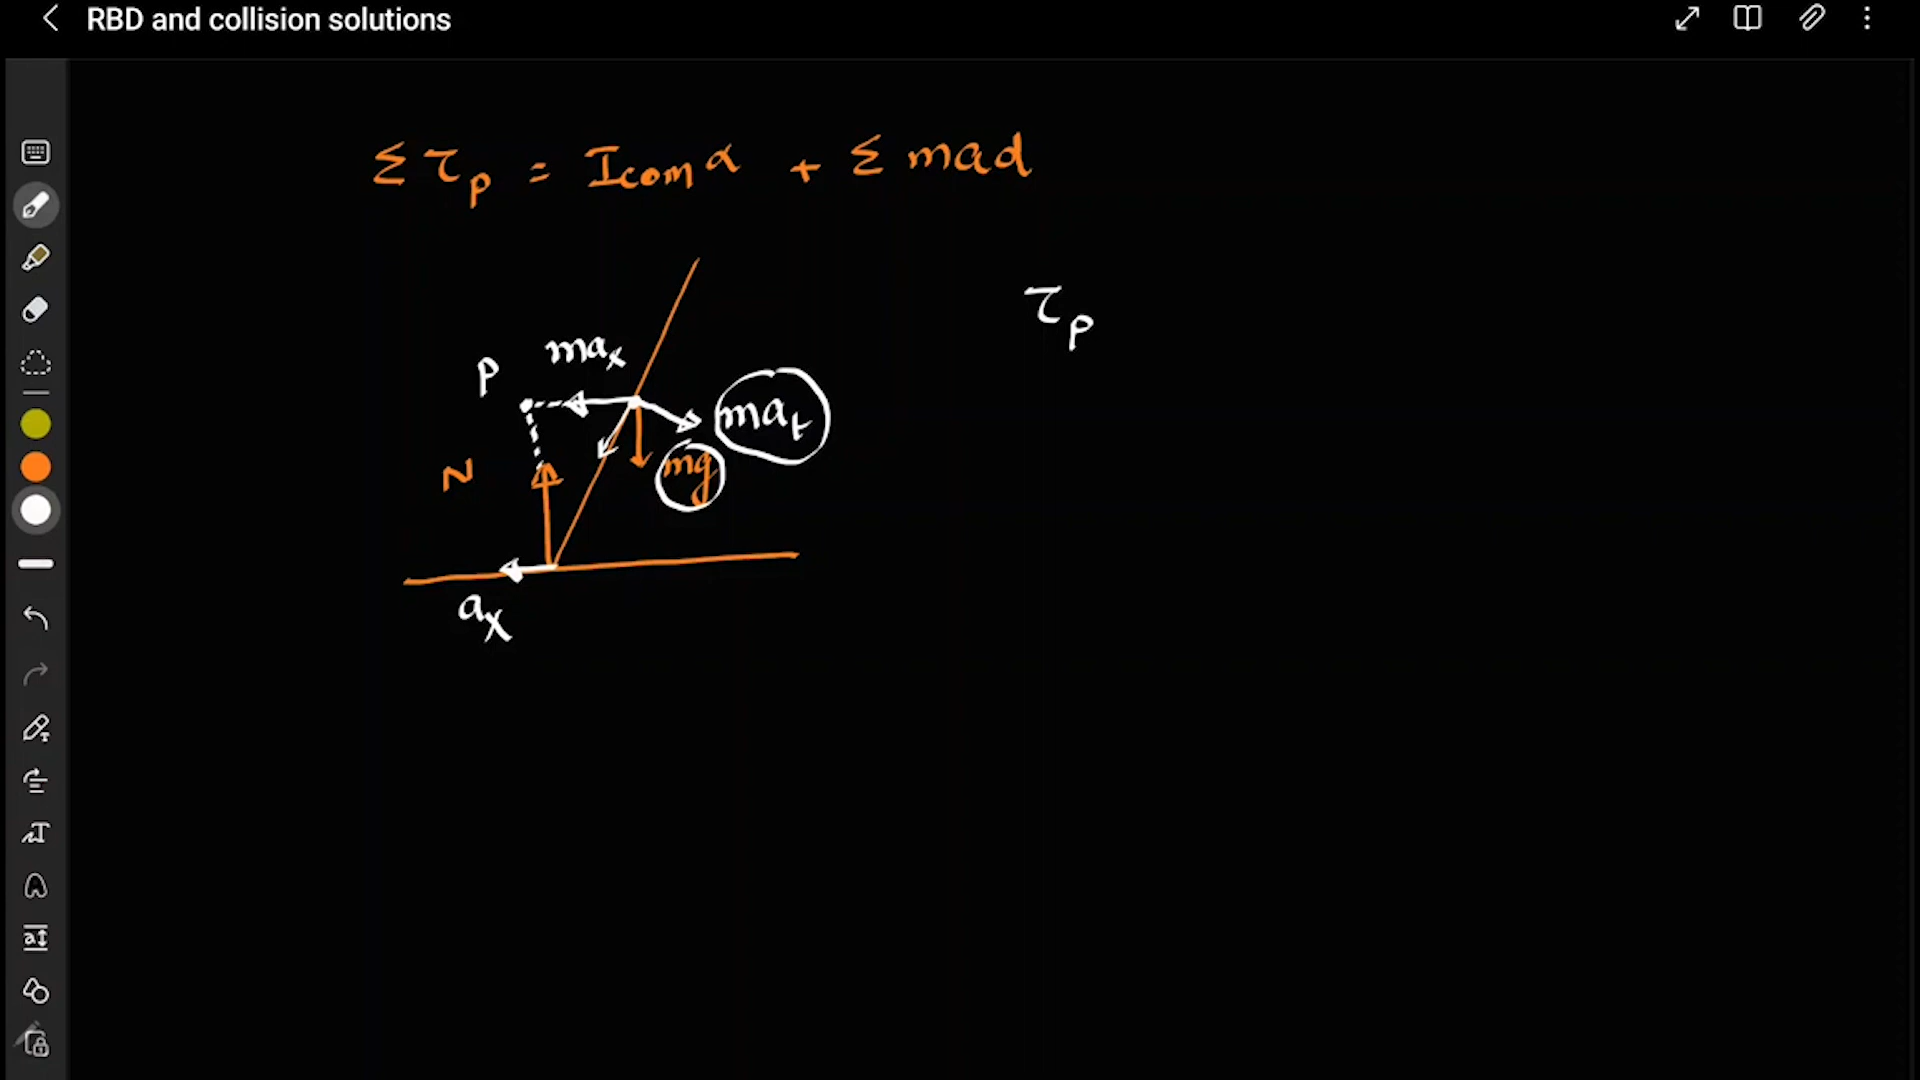 RBD and collision solutions
Σ τp = Icom α + Σ mad
τp
max
P
mat
mg
N
ax